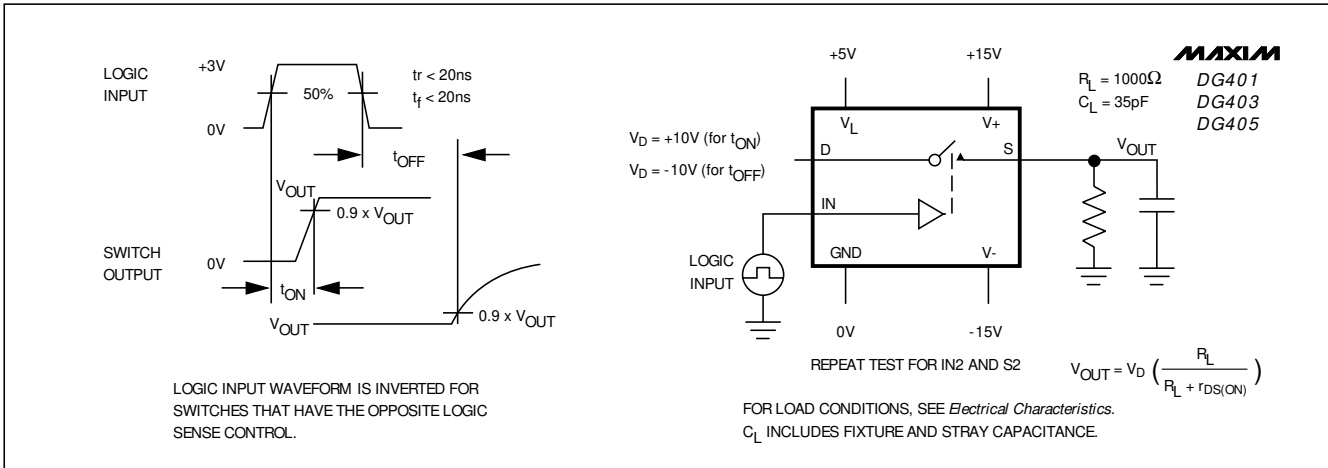 LOGIC
INPUT
+3V
0V
50%
tr < 20ns
tf < 20ns
tOFF
VOUT
0.9 x VOUT
SWITCH
OUTPUT
0V
tON
VOUT
0.9 x VOUT
LOGIC INPUT WAVEFORM IS INVERTED FOR
SWITCHES THAT HAVE THE OPPOSITE LOGIC
SENSE CONTROL.
+5V
+15V
MAXIM
RL = 1000Ω
CL = 35pF
DG401
DG403
DG405
VL
V+
VD = +10V (for tON)
VD = -10V (for tOFF)
D
S
VOUT
IN
GND
V-
LOGIC
INPUT
0V
-15V
REPEAT TEST FOR IN2 AND S2
VOUT = VD ( RL / RL + rDS(ON) )
FOR LOAD CONDITIONS, SEE Electrical Characteristics.
CL INCLUDES FIXTURE AND STRAY CAPACITANCE.